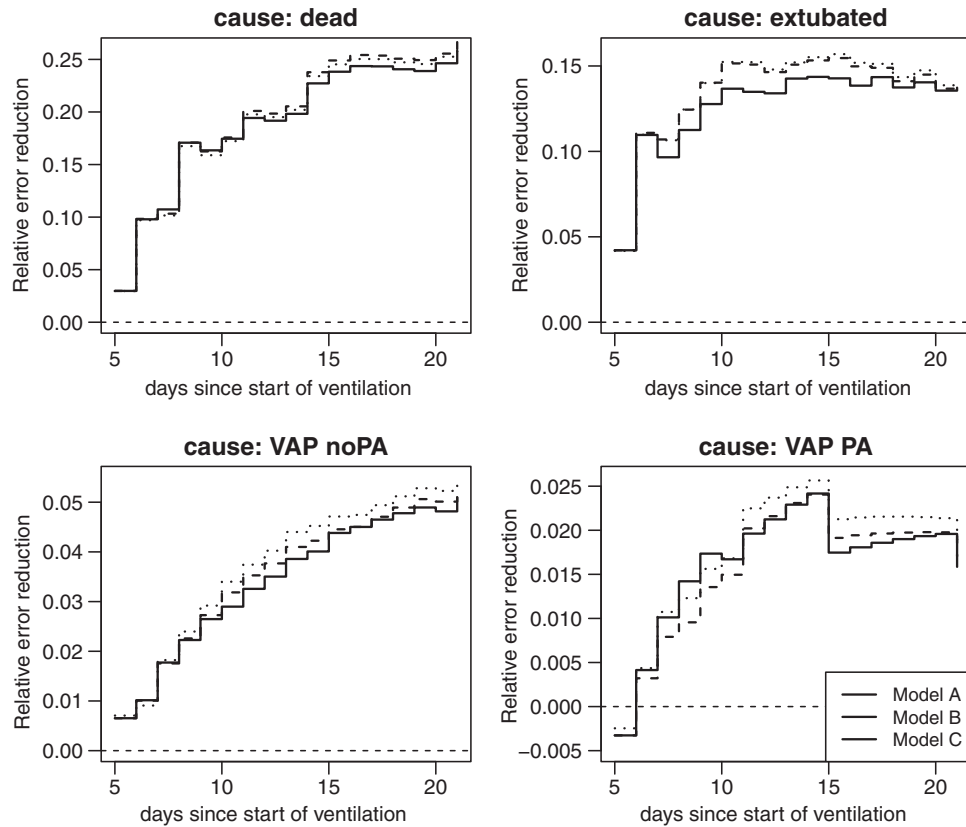 cause: dead
Relative error reduction
0.25
0.20
0.15
0.10
0.05
0.00
5 10 15 20
days since start of ventilation
cause: extubated
Relative error reduction
0.15
0.10
0.05
0.00
5 10 15 20
days since start of ventilation
cause: VAP noPA
Relative error reduction
0.05
0.04
0.03
0.02
0.01
0.00
5 10 15 20
days since start of ventilation
cause: VAP PA
Relative error reduction
0.025
0.020
0.015
0.010
0.005
0.000
−0.005
Model A
Model B
Model C
5 10 15 20
days since start of ventilation